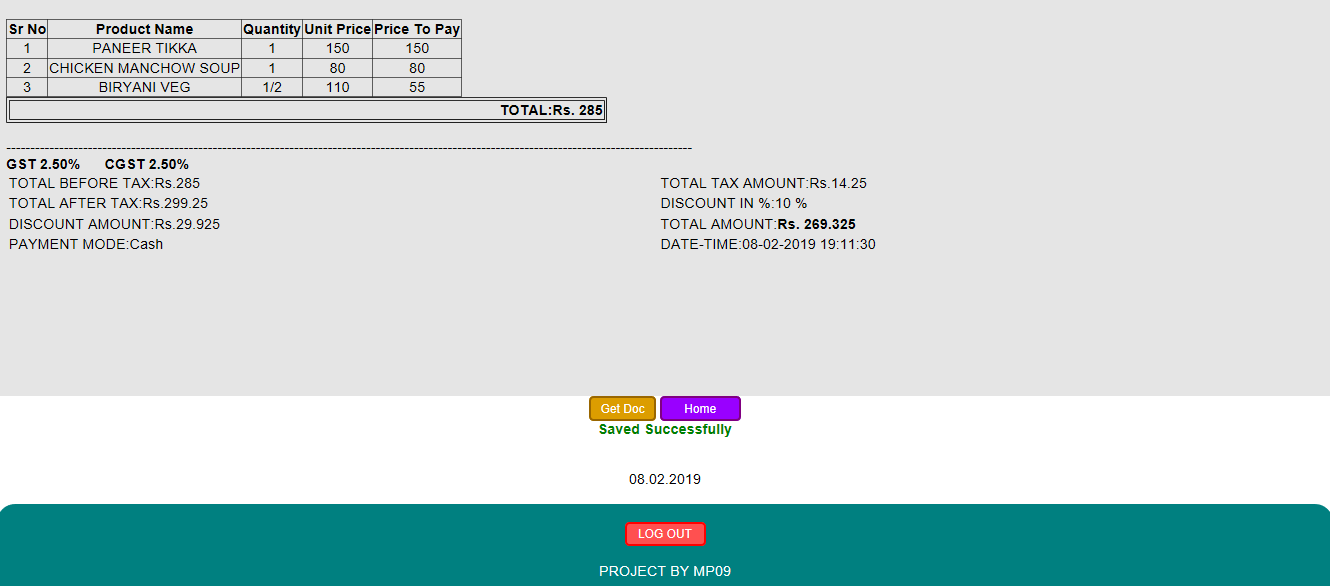 Sr No Product Name Quantity Unit Price Price To Pay
1 PANEER TIKKA 1 150 150
2 CHICKEN MANCHOW SOUP 1 80 80
3 BIRYANI VEG 1/2 110 55
TOTAL:Rs. 285
GST 2.50% CGST 2.50%
TOTAL BEFORE TAX:Rs.285 TOTAL TAX AMOUNT:Rs.14.25
TOTAL AFTER TAX:Rs.299.25 DISCOUNT IN %:10 %
DISCOUNT AMOUNT:Rs.29.925 TOTAL AMOUNT:Rs. 269.325
PAYMENT MODE:Cash DATE-TIME:08-02-2019 19:11:30
Get Doc Home
Saved Successfully
08.02.2019
LOG OUT
PROJECT BY MP09